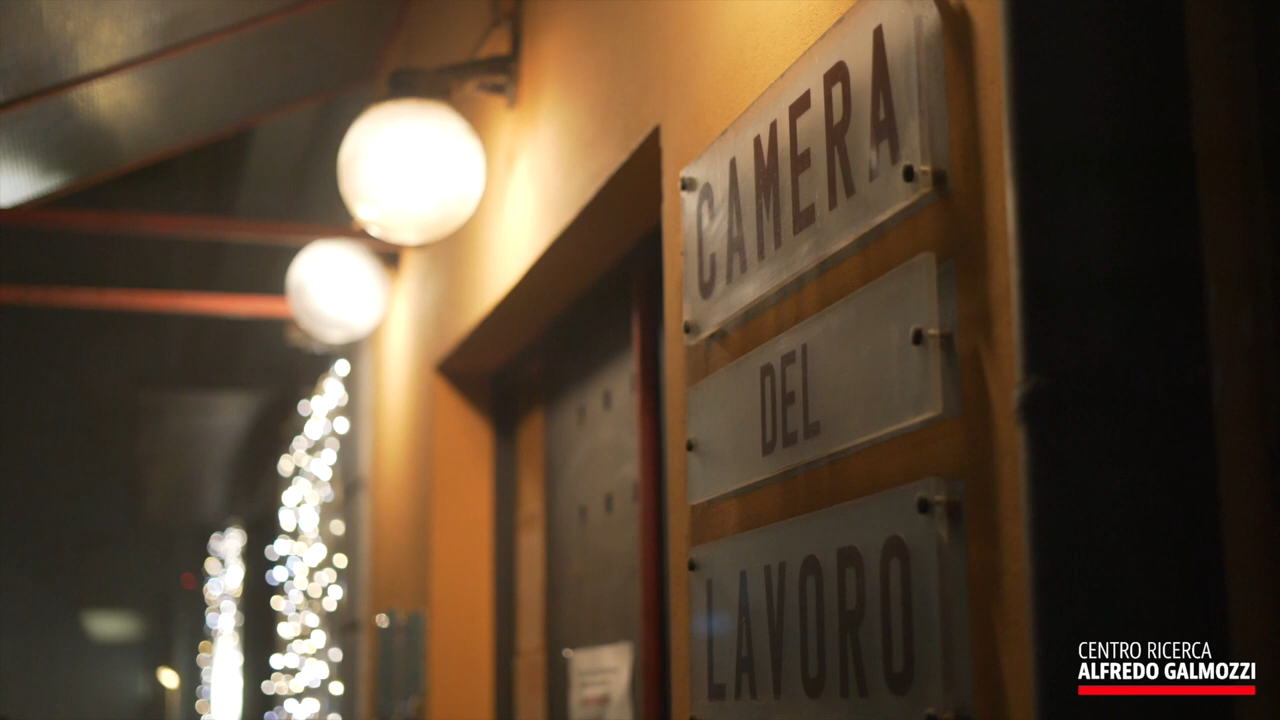 CAMERA
DEL
LAVORO
CENTRO RICERCA
ALFREDO GALMOZZI